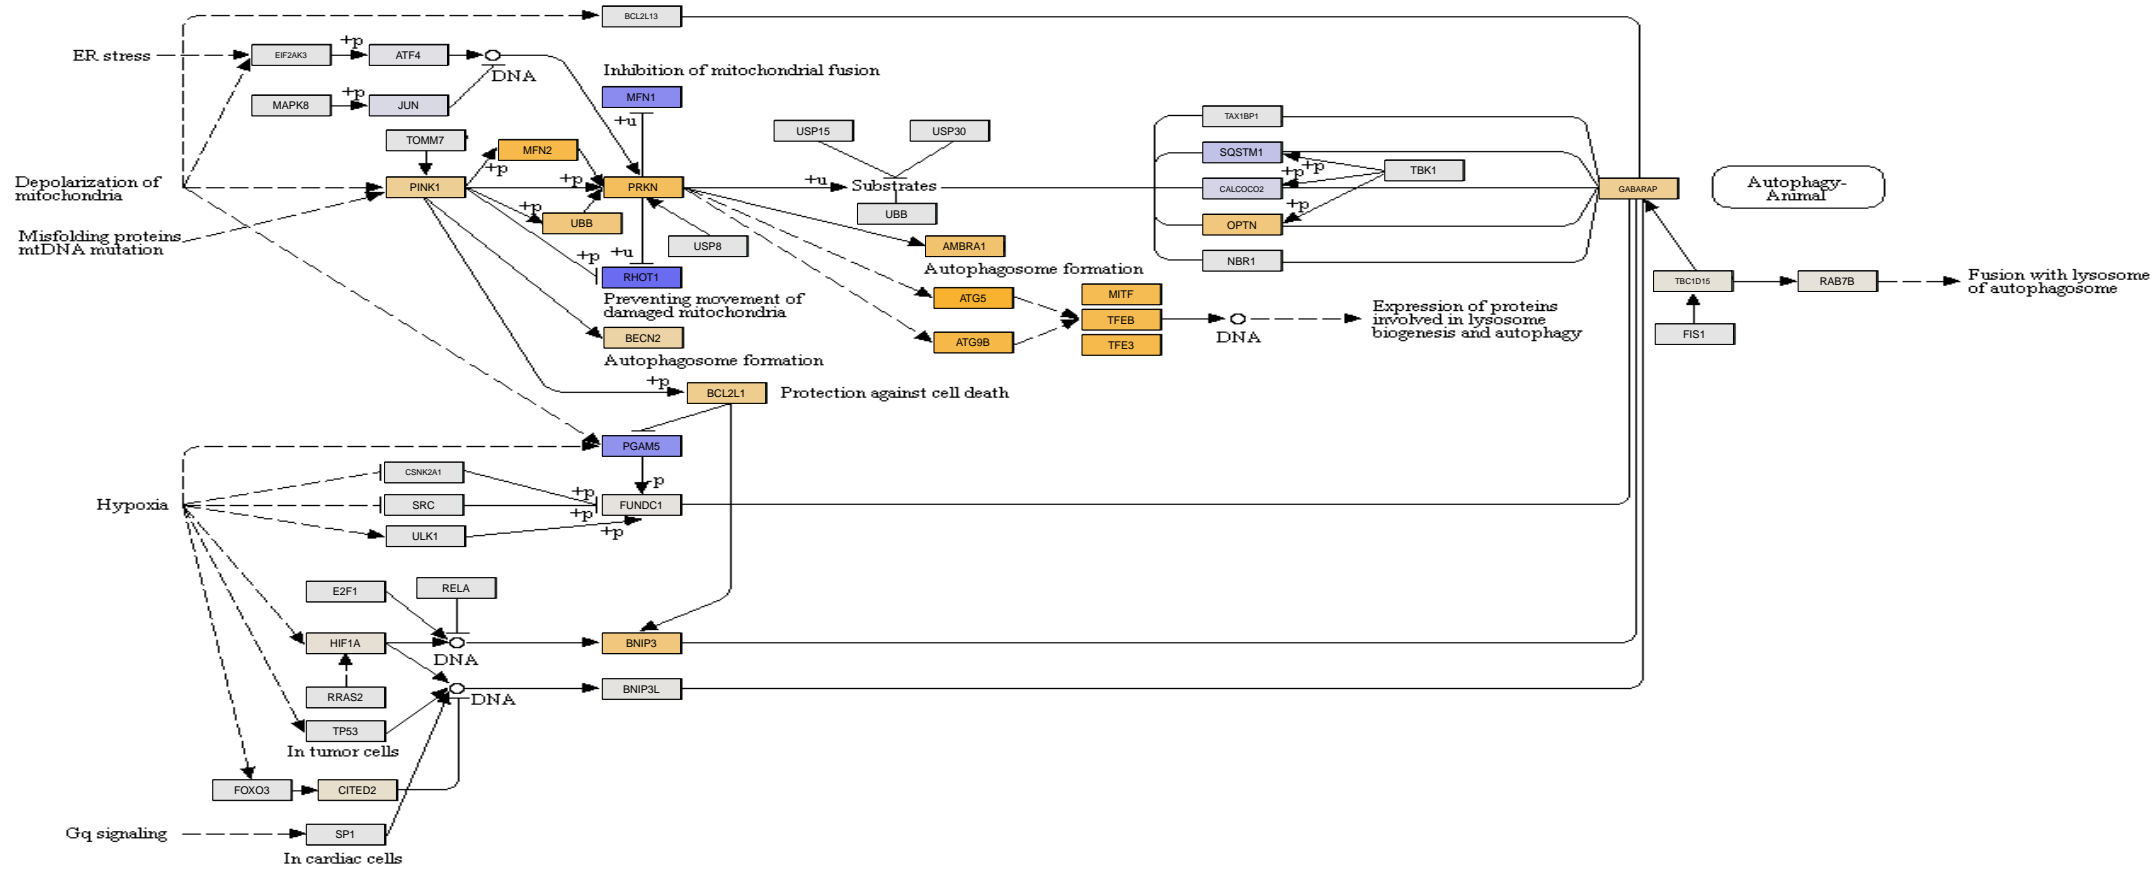 BCL2L13
ER stress
EIF2AK3
+p
ATF4
DNA
MAPK8
+p
JUN
Inhibition of mitochondrial fusion
MFN1
+u
TOMM7
MFN2
+p
Depolarization of
mitochondria
PINK1
+p
PRKN
+p
UBB
Misfolding proteins
mtDNA mutation
USP8
+p
+u
RHOT1
Preventing movement of
damaged mitochondria
BECN2
Autophagosome formation
USP15
USP30
+u
Substrates
UBB
AMBRA1
Autophagosome formation
ATG5
ATG9B
MITF
TFEB
TFE3
DNA
Expression of proteins
involved in lysosome
biogenesis and autophagy
TAX1BP1
SQSTM1
CALCOCO2
OPTN
NBR1
+p
+p
+p
TBK1
GABARAP
Autophagy-
Animal
TBC1D15
RAB7B
Fusion with lysosome
of autophagosome
FIS1
+p
BCL2L1
Protection against cell death
PGAM5
-p
Hypoxia
CSNK2A1
SRC
ULK1
+p
+p
+p
FUNDC1
E2F1
RELA
HIF1A
DNA
BNIP3
RRAS2
DNA
BNIP3L
TP53
In tumor cells
FOXO3
CITED2
Gq signaling
SP1
In cardiac cells